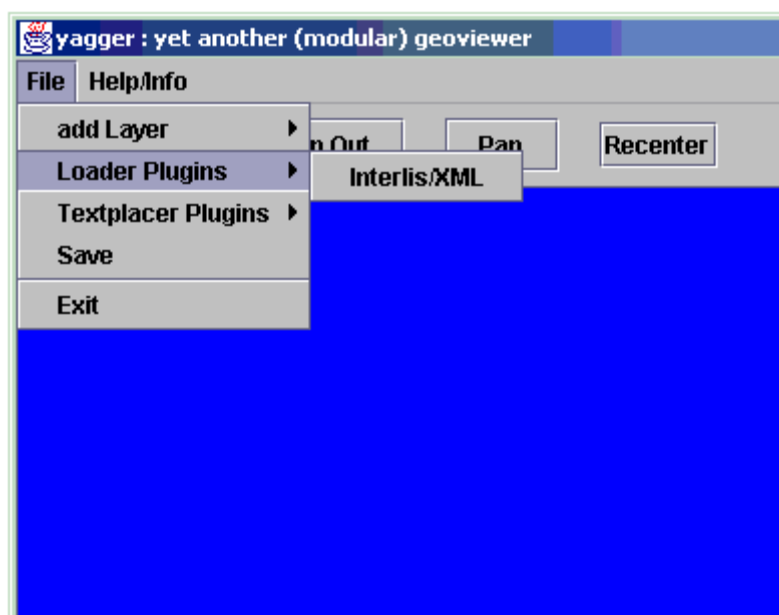 yagger : yet another (modular) geoviewer
File Help/Info
add Layer
n Out Pan Recenter
Loader Plugins Interlis/XML
Textplacer Plugins
Save
Exit